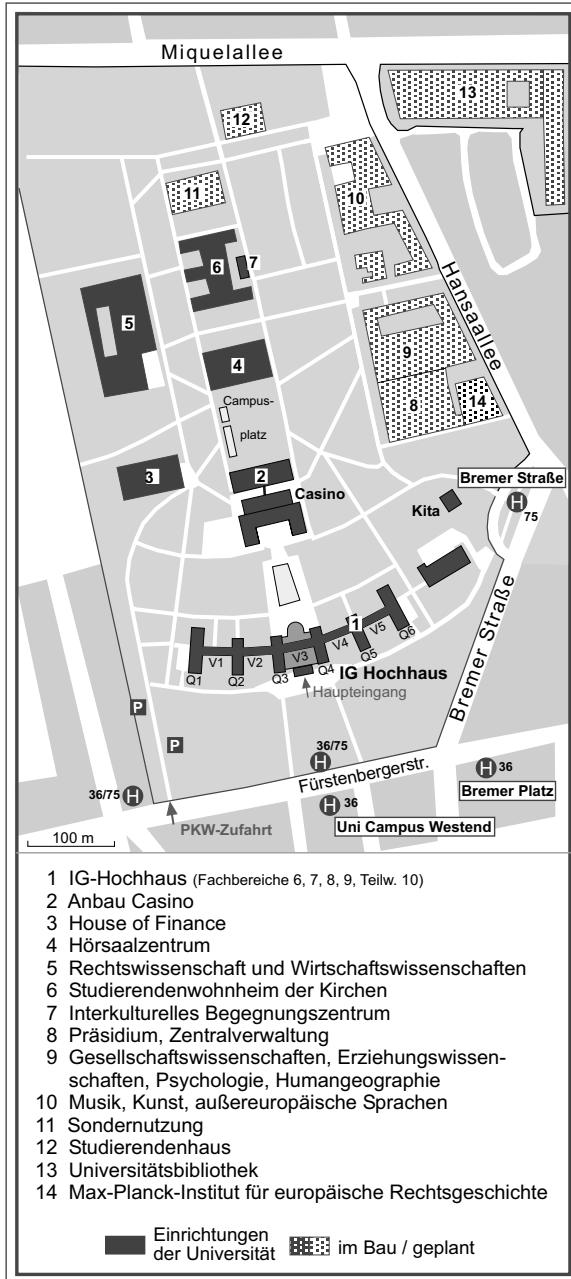 Miquelallee
13
12
11
10
7
6
5
Hansaallee
9
4
8
14
Campus-
platz
3
2
Casino
Kita
Bremer Straße
H
75
1
V1
V2
V3
V4
V5
Q1
Q2
Q3
Q4
Q5
Q6
IG Hochhaus
Haupteingang
Bremer Straße
P
P
36/75
H
Fürstenbergerstr.
H 36
Bremer Platz
36/75 H
H 36
Uni Campus Westend
PKW-Zufahrt
100 m
1 IG-Hochhaus (Fachbereiche 6, 7, 8, 9, Teilw. 10)
2 Anbau Casino
3 House of Finance
4 Hörsaalzentrum
5 Rechtswissenschaft und Wirtschaftswissenschaften
6 Studierendenwohnheim der Kirchen
7 Interkulturelles Begegnungszentrum
8 Präsidium, Zentralverwaltung
9 Gesellschaftswissenschaften, Erziehungswissen-
schaften, Psychologie, Humangeographie
10 Musik, Kunst, außereuropäische Sprachen
11 Sondernutzung
12 Studierendenhaus
13 Universitätsbibliothek
14 Max-Planck-Institut für europäische Rechtsgeschichte
Einrichtungen
der Universität
im Bau / geplant